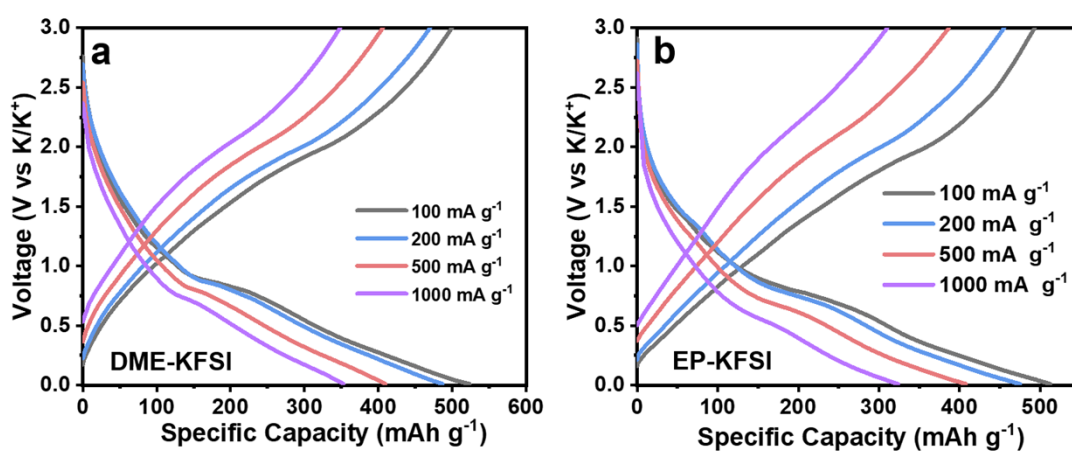 a
3.0
2.5
2.0
1.5
1.0
0.5
0.0
Voltage (V vs K/K⁺)
100 mA g⁻¹
200 mA g⁻¹
500 mA g⁻¹
1000 mA g⁻¹
DME-KFSI
0 100 200 300 400 500 600
Specific Capacity (mAh g⁻¹)
b
3.0
2.5
2.0
1.5
1.0
0.5
0.0
Voltage (V vs K/K⁺)
100 mA g⁻¹
200 mA g⁻¹
500 mA g⁻¹
1000 mA g⁻¹
EP-KFSI
0 100 200 300 400 500
Specific Capacity (mAh g⁻¹)